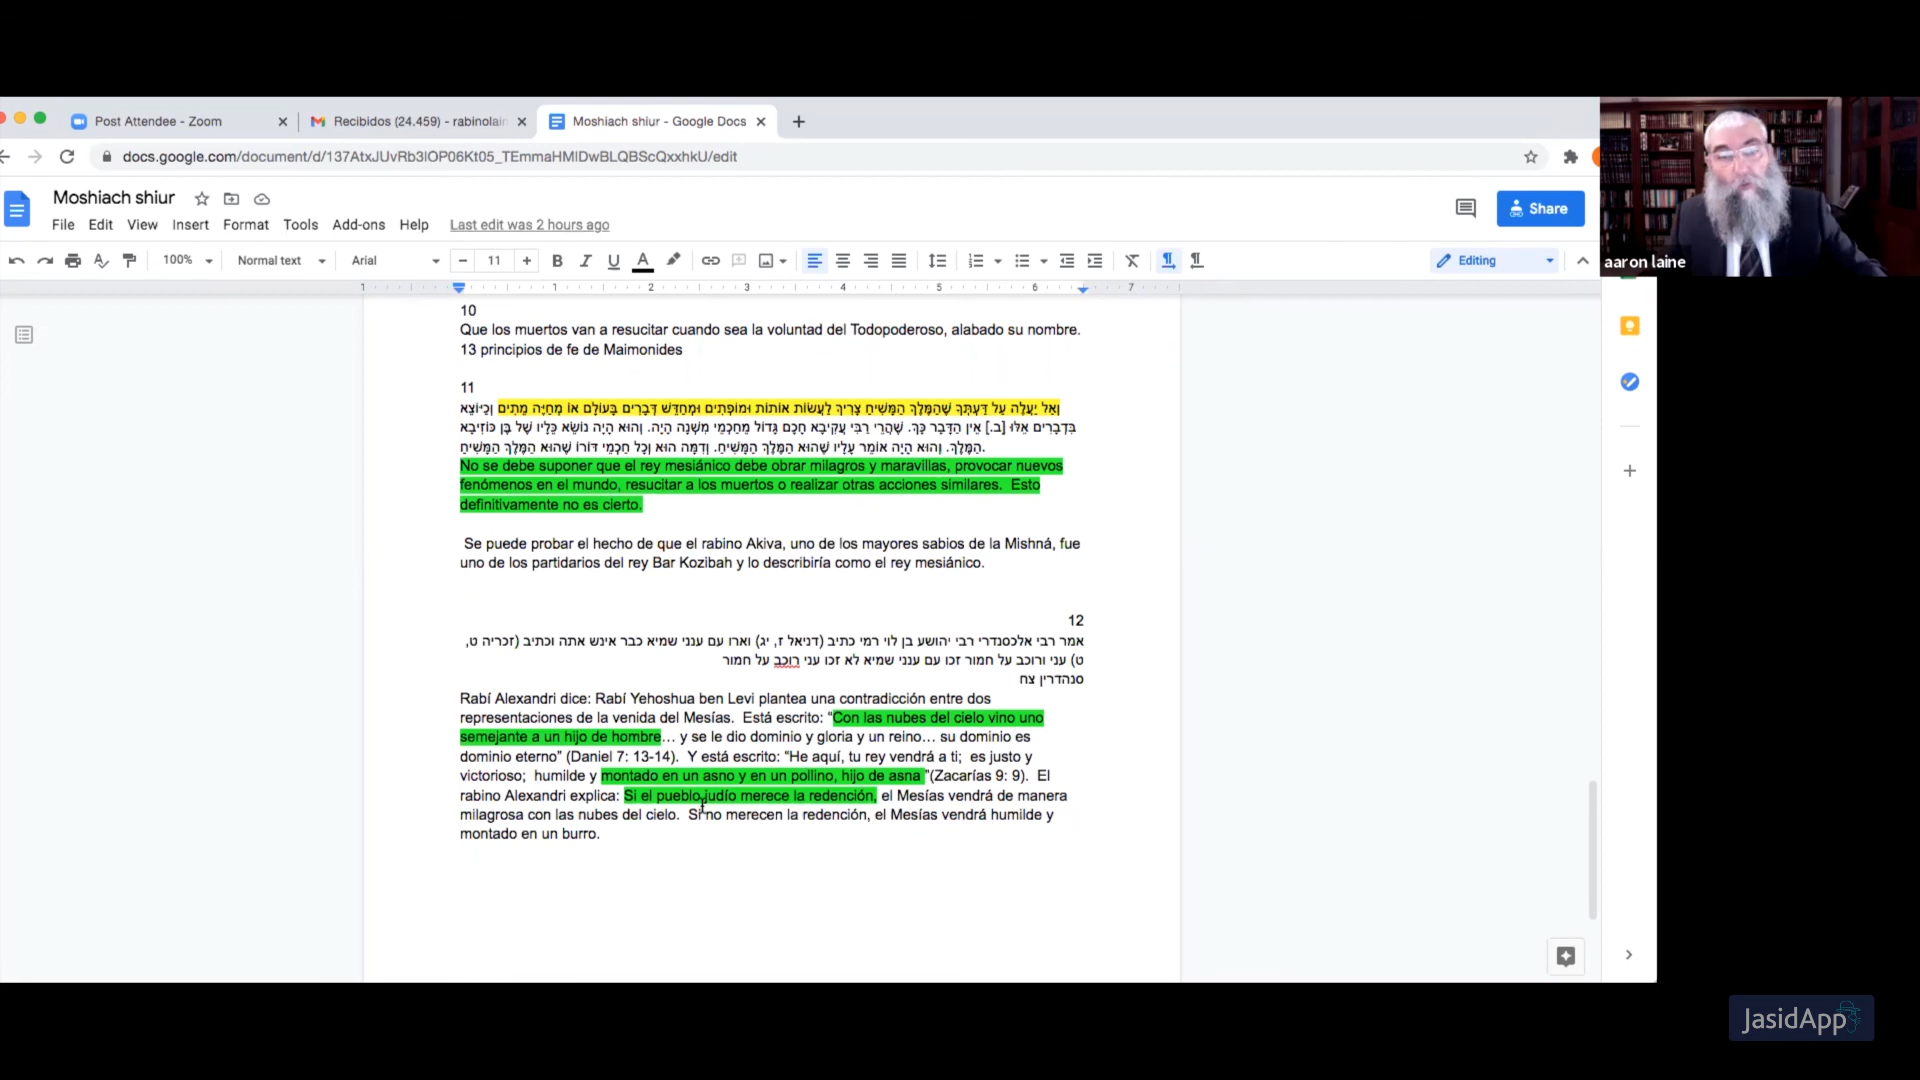 Post Attendee - Zoom
Recibidos (24.459) - rabinolain
Moshiach shiur - Google Docs
docs.google.com/document/d/137AtxJUvRb3lOP06Kt05_TEmmaHMlDwBLQBScQxxhkU/edit
Moshiach shiur
File Edit View Insert Format Tools Add-ons Help Last edit was 2 hours ago
Share
100% Normal text Arial 11 Editing
aaron laine
1 1 2 3 4 5 6 7
10
Que los muertos van a resucitar cuando sea la voluntad del Todopoderoso, alabado su nombre.
13 principios de fe de Maimonides
11
וְאַל יַעֲלֶה עַל דַּעְתְּךָ שֶׁהַמֶּלֶךְ הַמָּשִׁיחַ צָרִיךְ לַעֲשׂוֹת אוֹתוֹת וּמוֹפְתִים וּמְחַדֵּשׁ דְּבָרִים בָּעוֹלָם אוֹ מְחַיֶּה מֵתִים וְכַיּוֹצֵא
בִּדְבָרִים אֵלּוּ [ב.] אֵין הַדָּבָר כָּךְ. שֶׁהֲרֵי רַבִּי עֲקִיבָא חָכָם גָּדוֹל מֵחַכְמֵי מִשְׁנָה הָיָה. וְהוּא הָיָה נוֹשֵׂא כֵּלָיו שֶׁל בֶּן כּוֹזִיבָא
הַמֶּלֶךְ. וְהוּא הָיָה אוֹמֵר עָלָיו שֶׁהוּא הַמֶּלֶךְ הַמָּשִׁיחַ. וְדִמָּה הוּא וְכָל חַכְמֵי דּוֹרוֹ שֶׁהוּא הַמֶּלֶךְ הַמָּשִׁיחַ.
No se debe suponer que el rey mesiánico debe obrar milagros y maravillas, provocar nuevos
fenómenos en el mundo, resucitar a los muertos o realizar otras acciones similares. Esto
definitivamente no es cierto.
Se puede probar el hecho de que el rabino Akiva, uno de los mayores sabios de la Mishná, fue
uno de los partidarios del rey Bar Kozibah y lo describiría como el rey mesiánico.
12
אמר רבי אלכסנדרי רבי יהושע בן לוי רמי כתיב (דניאל ז, יג) וארו עם ענני שמיא כבר אינש אתה וכתיב (זכריה ט,
ט) עני ורוכב על חמור זכו עם ענני שמיא לא זכו עני רוכב על חמור
סנהדרין צח
Rabí Alexandri dice: Rabí Yehoshua ben Levi plantea una contradicción entre dos
representaciones de la venida del Mesías. Está escrito: “Con las nubes del cielo vino uno
semejante a un hijo de hombre… y se le dio dominio y gloria y un reino… su dominio es
dominio eterno” (Daniel 7: 13-14). Y está escrito: “He aquí, tu rey vendrá a ti; es justo y
victorioso; humilde y montado en un asno y en un pollino, hijo de asna ”(Zacarías 9: 9). El
rabino Alexandri explica: Si el pueblo judío merece la redención, el Mesías vendrá de manera
milagrosa con las nubes del cielo. Si no merecen la redención, el Mesías vendrá humilde y
montado en un burro.
JasidApp